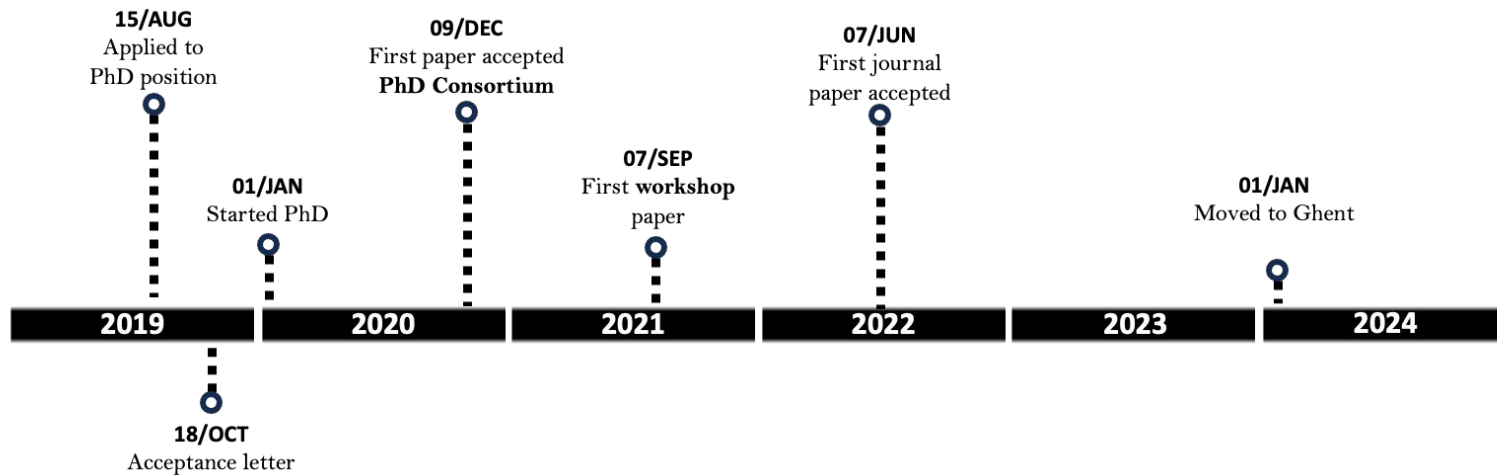 15/AUG
Applied to
PhD position
09/DEC
First paper accepted
PhD Consortium
07/JUN
First journal
paper accepted
01/JAN
Started PhD
07/SEP
First workshop
paper
01/JAN
Moved to Ghent
2019
2020
2021
2022
2023
2024
18/OCT
Acceptance letter